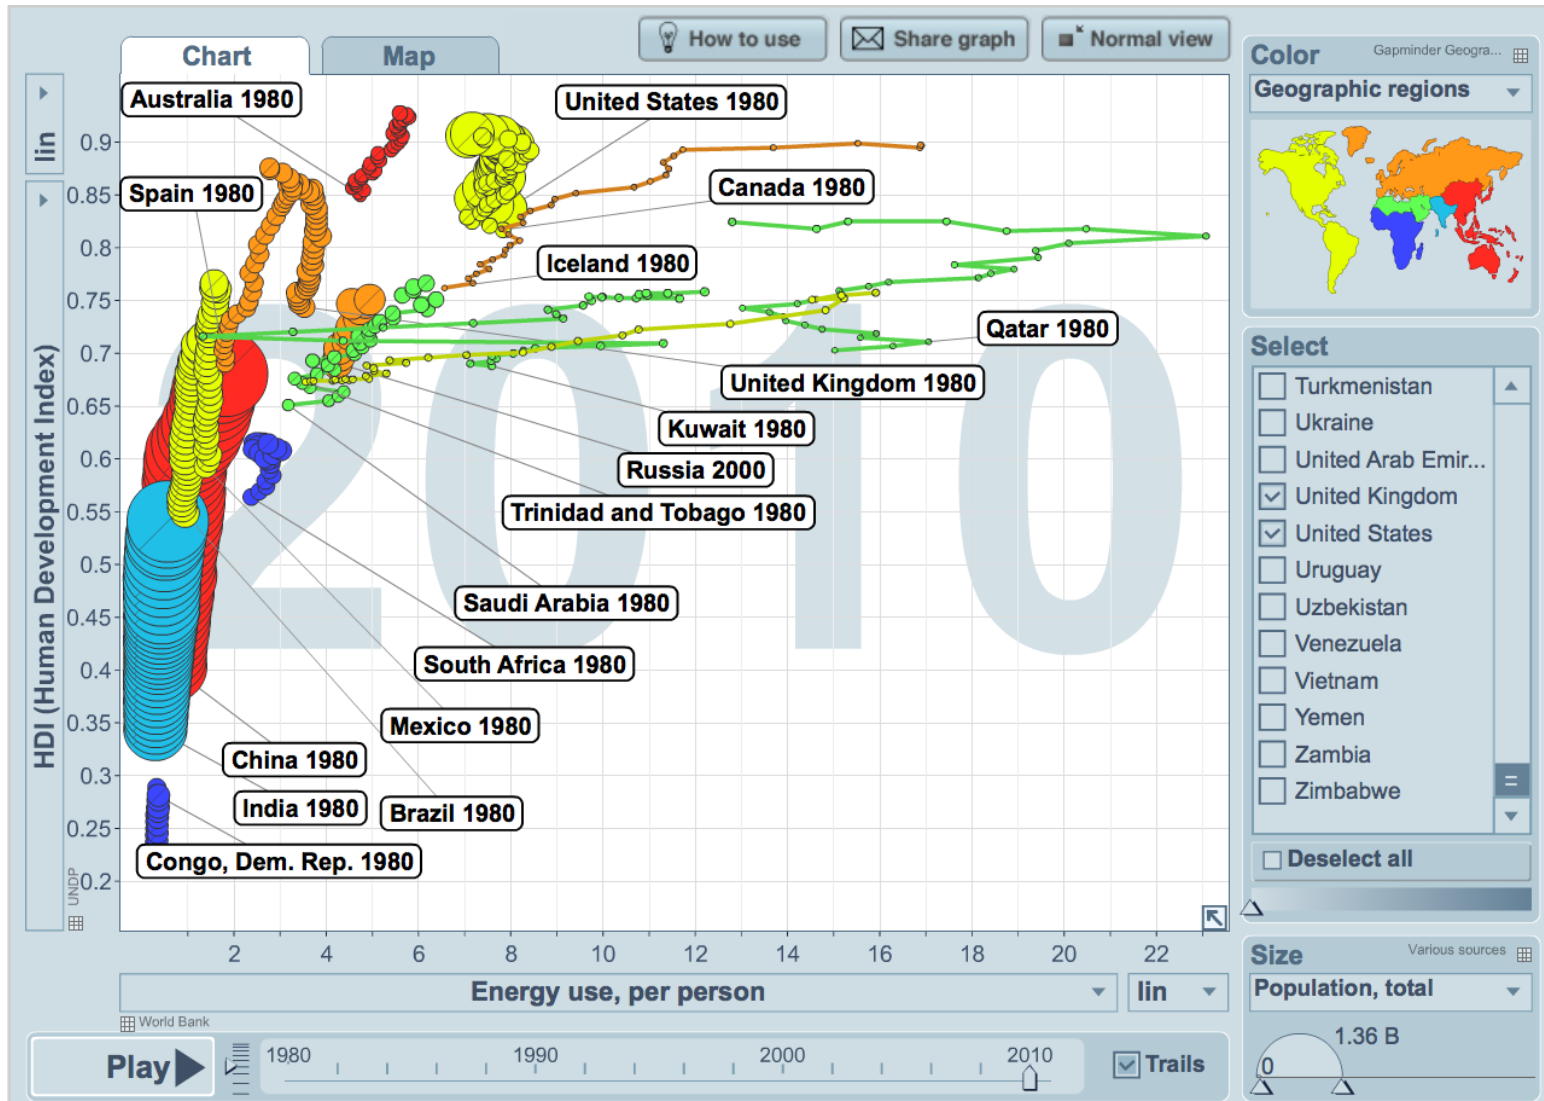 How to use
Share graph
Normal view
Chart
Map
Color
Gapminder Geogra...
Geographic regions
lin
HDI (Human Development Index)
UNDP
0.9
0.85
0.8
0.75
0.7
0.65
0.6
0.55
0.5
0.45
0.4
0.35
0.3
0.25
0.2
2010
Australia 1980
United States 1980
Spain 1980
Canada 1980
Iceland 1980
Qatar 1980
United Kingdom 1980
Kuwait 1980
Russia 2000
Trinidad and Tobago 1980
Saudi Arabia 1980
South Africa 1980
Mexico 1980
China 1980
India 1980
Brazil 1980
Congo, Dem. Rep. 1980
2 4 6 8 10 12 14 16 18 20 22
Energy use, per person
lin
World Bank
Play
1980 1990 2000 2010
Trails
Select
Turkmenistan
Ukraine
United Arab Emir...
United Kingdom
United States
Uruguay
Uzbekistan
Venezuela
Vietnam
Yemen
Zambia
Zimbabwe
Deselect all
Size
Various sources
Population, total
1.36 B
0